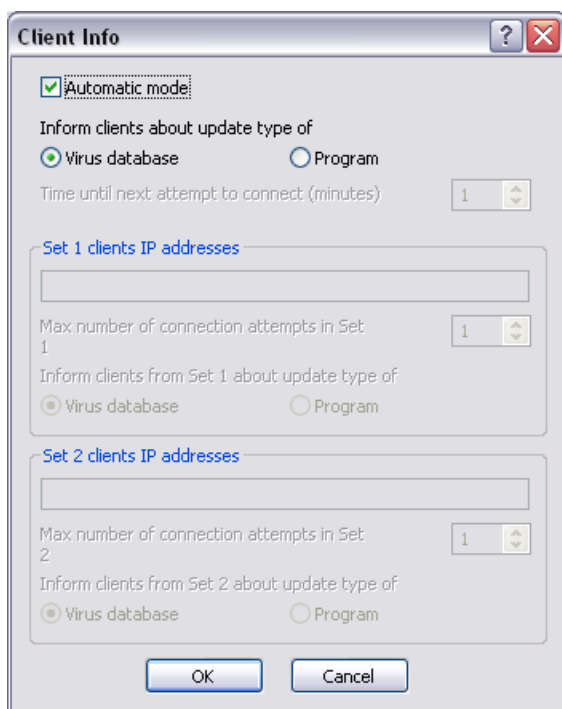 Client Info
Automatic mode
Inform clients about update type of
Virus database Program
Time until next attempt to connect (minutes) 1
Set 1 clients IP addresses
Max number of connection attempts in Set
1
1
Inform clients from Set 1 about update type of
Virus database Program
Set 2 clients IP addresses
Max number of connection attempts in Set
2
1
Inform clients from Set 2 about update type of
Virus database Program
OK Cancel